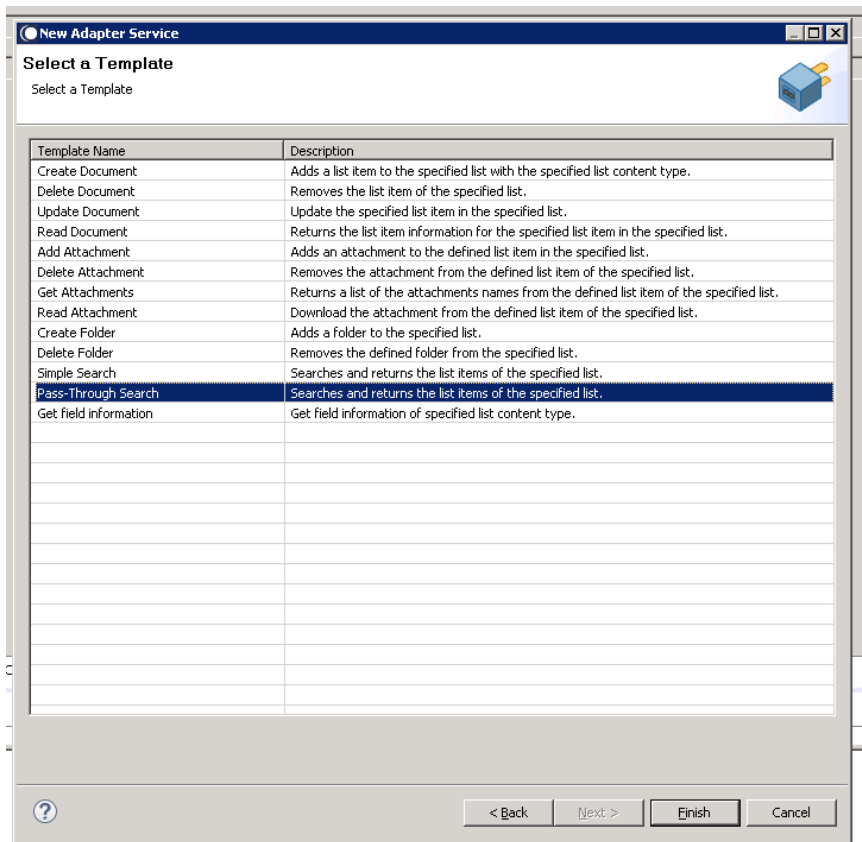 New Adapter Service
Select a Template
Select a Template
Template Name Description
Create Document Adds a list item to the specified list with the specified list content type.
Delete Document Removes the list item of the specified list.
Update Document Update the specified list item in the specified list.
Read Document Returns the list item information for the specified list item in the specified list.
Add Attachment Adds an attachment to the defined list item in the specified list.
Delete Attachment Removes the attachment from the defined list item of the specified list.
Get Attachments Returns a list of the attachments names from the defined list item of the specified list.
Read Attachment Download the attachment from the defined list item of the specified list.
Create Folder Adds a folder to the specified list.
Delete Folder Removes the defined folder from the specified list.
Simple Search Searches and returns the list items of the specified list.
Pass-Through Search Searches and returns the list items of the specified list.
Get field information Get field information of specified list content type.
? < Back Next > Finish Cancel